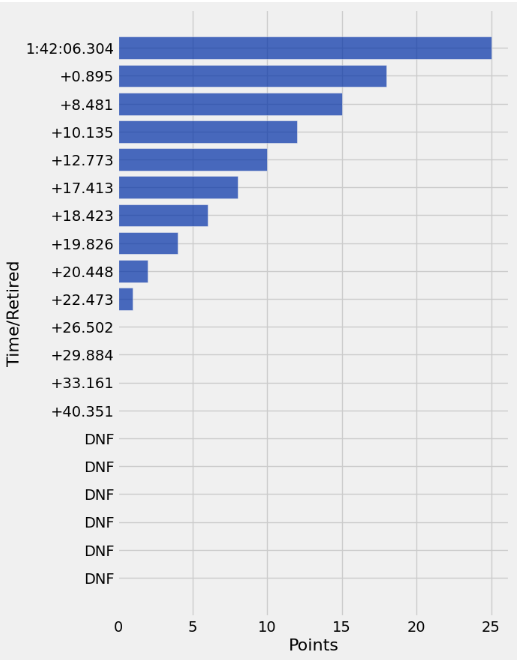 1:42:06.304
+0.895
+8.481
+10.135
+12.773
+17.413
+18.423
+19.826
+20.448
+22.473
+26.502
+29.884
+33.161
+40.351
DNF
DNF
DNF
DNF
DNF
DNF
Time/Retired
0 5 10 15 20 25
Points